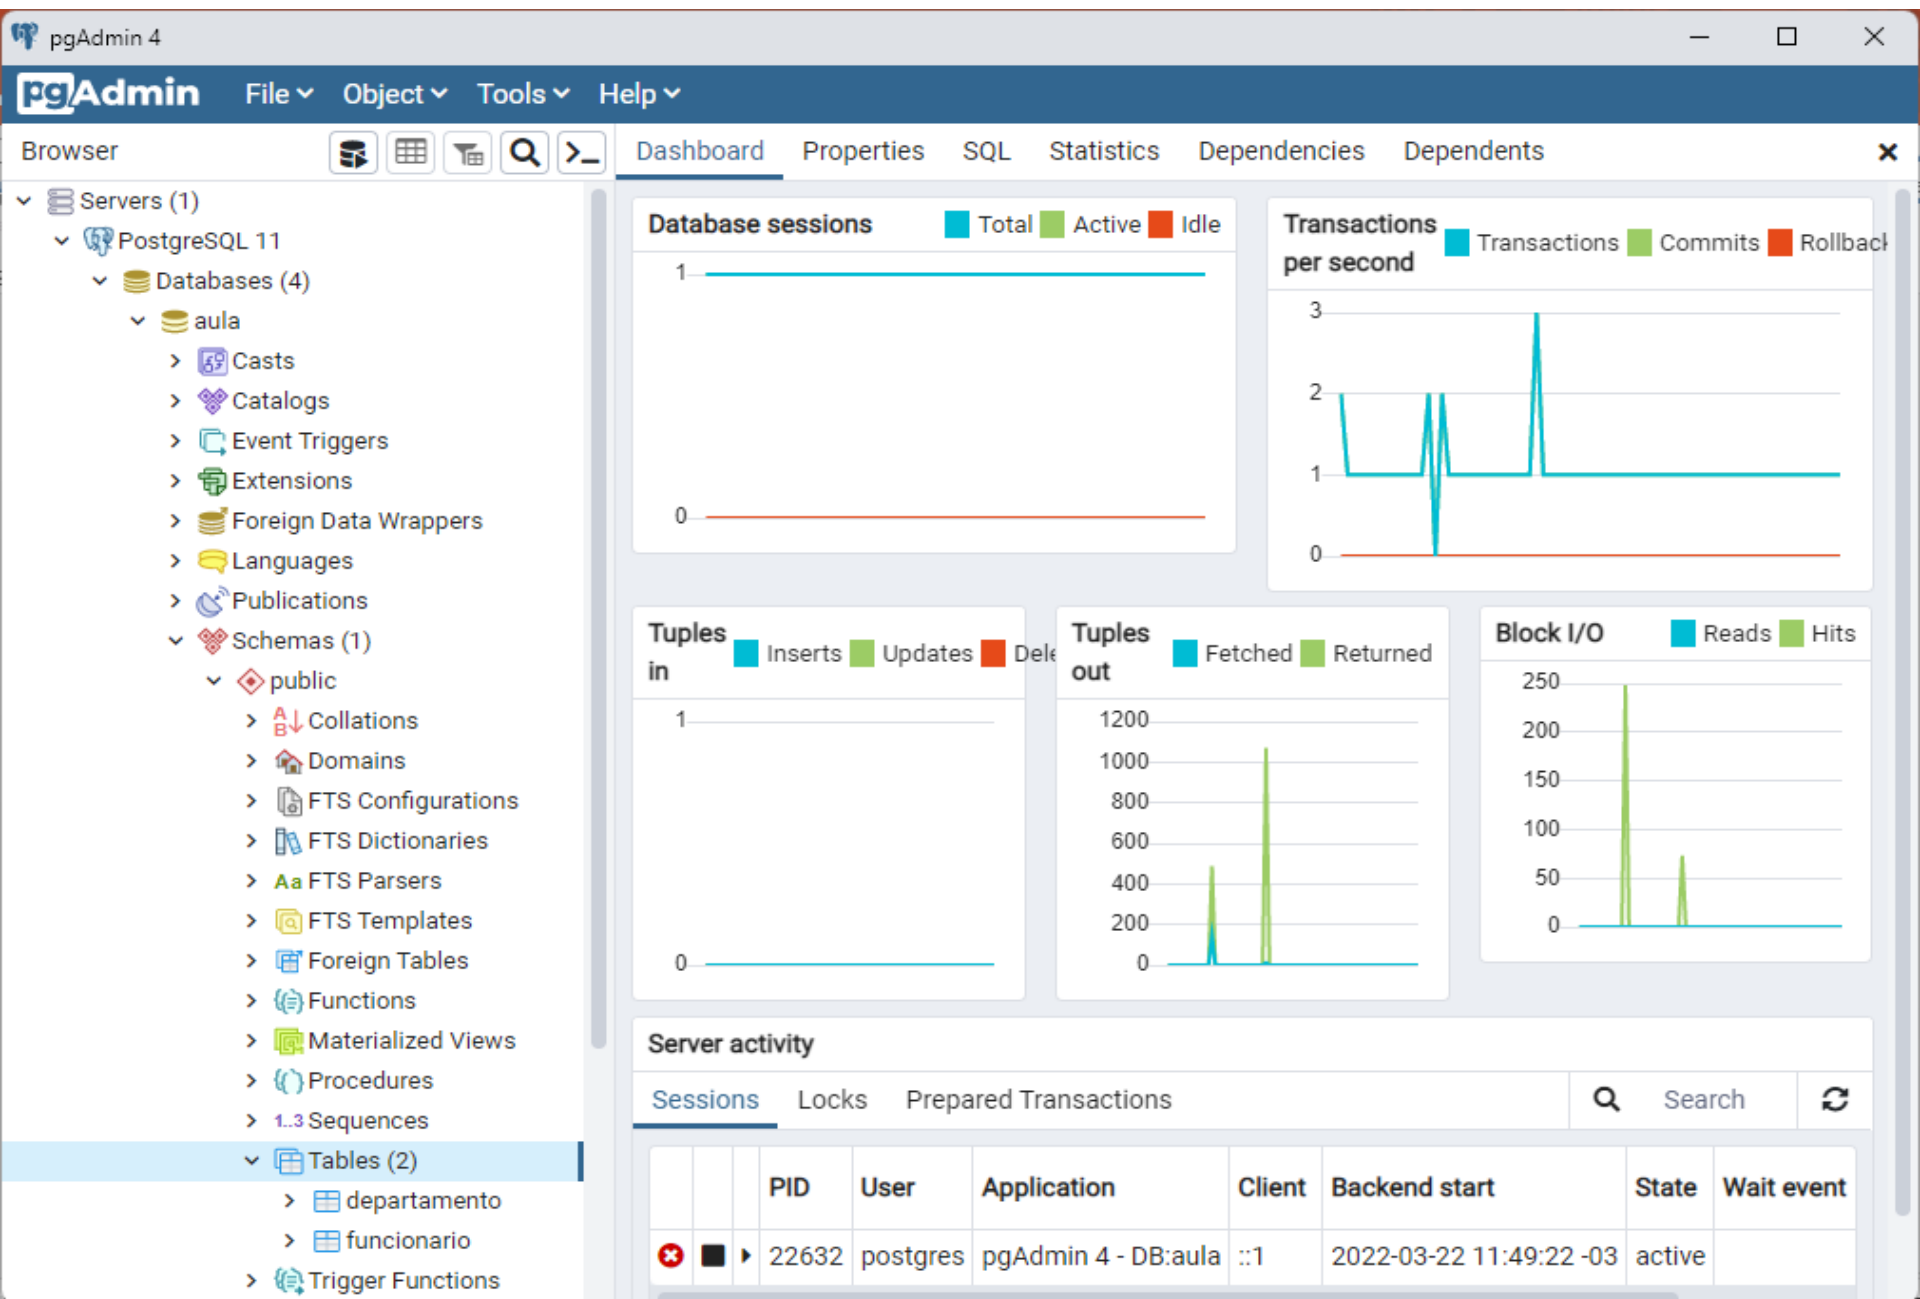 pgAdmin 4
pgAdmin File Object Tools Help
Browser
Dashboard Properties SQL Statistics Dependencies Dependents
Servers (1)
PostgreSQL 11
Databases (4)
aula
Casts
Catalogs
Event Triggers
Extensions
Foreign Data Wrappers
Languages
Publications
Schemas (1)
public
Collations
Domains
FTS Configurations
FTS Dictionaries
Aa FTS Parsers
FTS Templates
Foreign Tables
Functions
Materialized Views
Procedures
1..3 Sequences
Tables (2)
departamento
funcionario
Trigger Functions
Database sessions Total Active Idle
1
0
Transactions per second Transactions Commits Rollback
3
2
1
0
Tuples in Inserts Updates Dele
1
0
Tuples out Fetched Returned
1200
1000
800
600
400
200
0
Block I/O Reads Hits
250
200
150
100
50
0
Server activity
Sessions Locks Prepared Transactions Search
PID User Application Client Backend start State Wait event
22632 postgres pgAdmin 4 - DB:aula ::1 2022-03-22 11:49:22 -03 active